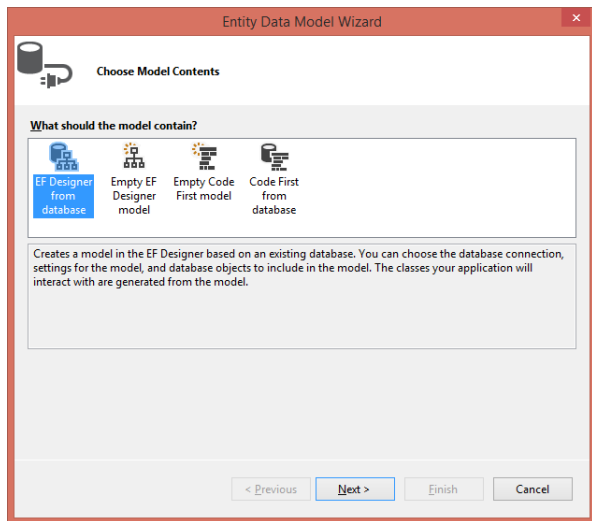 Entity Data Model Wizard
Choose Model Contents
What should the model contain?
EF Designer
from
database
Empty EF
Designer
model
Empty Code
First model
Code First
from
database
Creates a model in the EF Designer based on an existing database. You can choose the database connection,
settings for the model, and database objects to include in the model. The classes your application will
interact with are generated from the model.
< Previous
Next >
Finish
Cancel